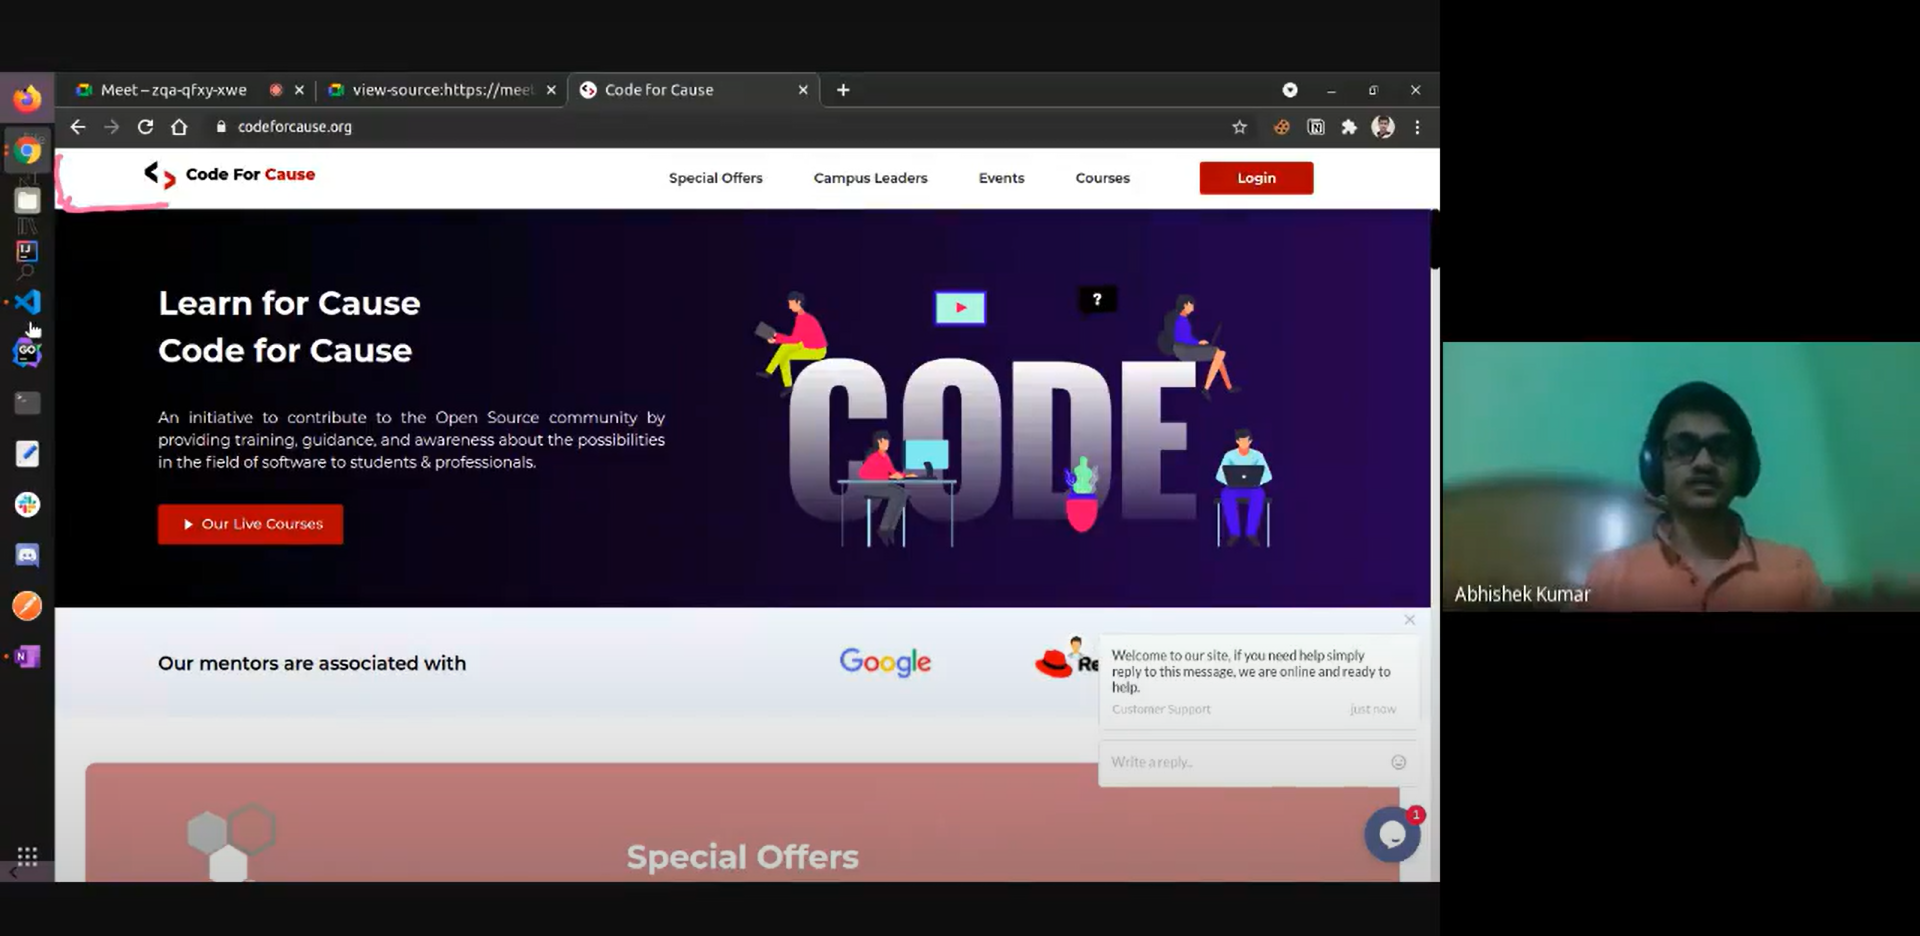 Meet – zqa-qfxy-xwe
view-source:https://meet
Code for Cause
codeforcause.org
Code For Cause
Special Offers
Campus Leaders
Events
Courses
Login
Learn for Cause
Code for Cause
An initiative to contribute to the Open Source community by
providing training, guidance, and awareness about the possibilities
in the field of software to students & professionals.
Our Live Courses
?
CODE
Our mentors are associated with
Google
Re
Welcome to our site, if you need help simply
reply to this message, we are online and ready to
help.
Customer Support
just now
Write a reply..
1
Special Offers
Abhishek Kumar
IJ
GO
N
N